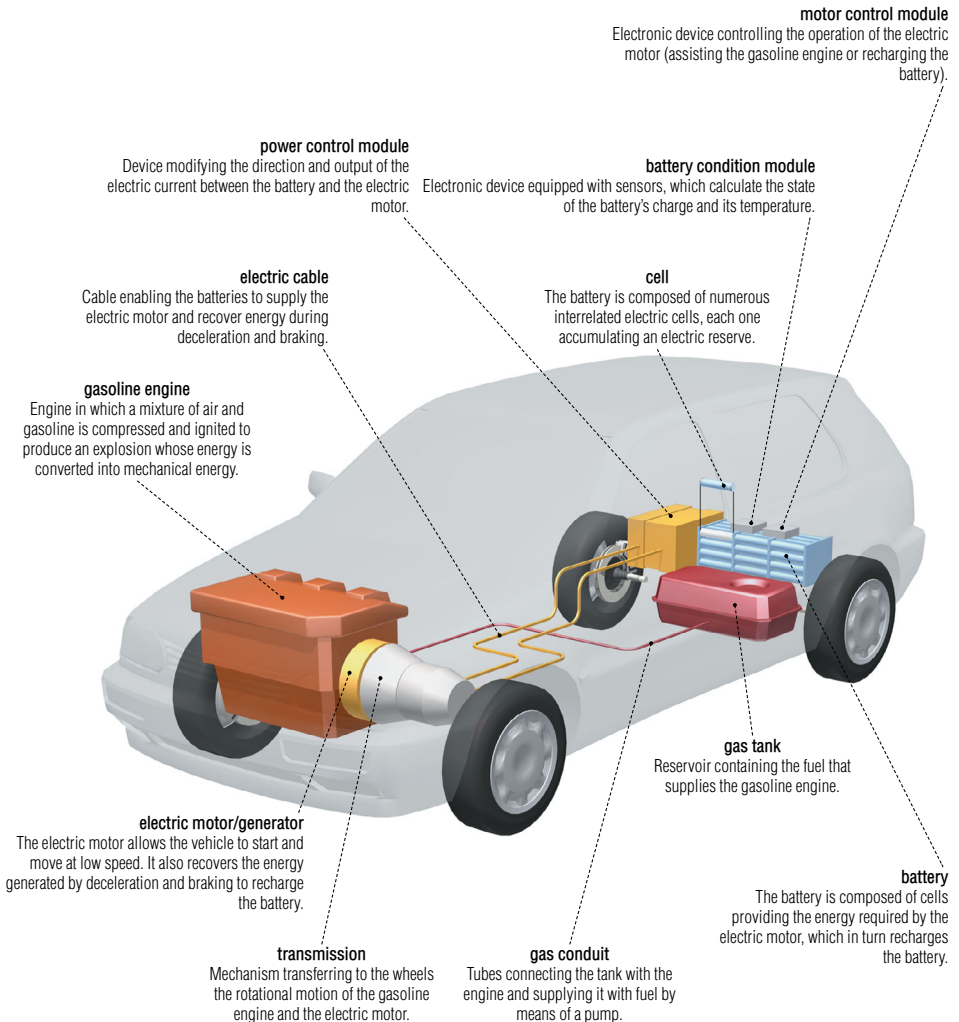 motor control module
Electronic device controlling the operation of the electric
motor (assisting the gasoline engine or recharging the
battery).
power control module
Device modifying the direction and output of the
electric current between the battery and the electric
motor.
battery condition module
Electronic device equipped with sensors, which calculate the state
of the battery's charge and its temperature.
electric cable
Cable enabling the batteries to supply the
electric motor and recover energy during
deceleration and braking.
cell
The battery is composed of numerous
interrelated electric cells, each one
accumulating an electric reserve.
gasoline engine
Engine in which a mixture of air and
gasoline is compressed and ignited to
produce an explosion whose energy is
converted into mechanical energy.
gas tank
Reservoir containing the fuel that
supplies the gasoline engine.
electric motor/generator
The electric motor allows the vehicle to start and
move at low speed. It also recovers the energy
generated by deceleration and braking to recharge
the battery.
battery
The battery is composed of cells
providing the energy required by the
electric motor, which in turn recharges
the battery.
transmission
Mechanism transferring to the wheels
the rotational motion of the gasoline
engine and the electric motor.
gas conduit
Tubes connecting the tank with the
engine and supplying it with fuel by
means of a pump.